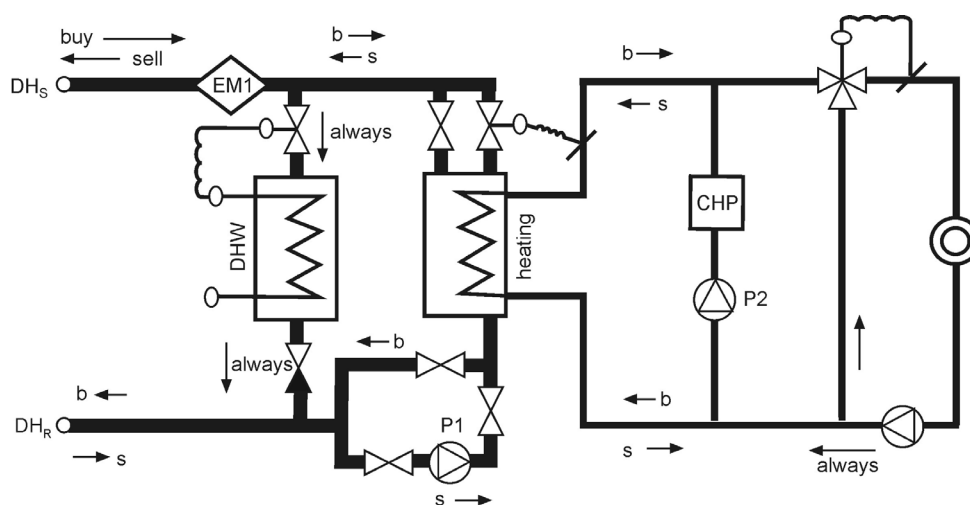 buy
sell
b
s
b
s
DHS
EM1
always
DHW
heating
CHP
P2
always
b
b
b
DHR
P1
s
s
s
always